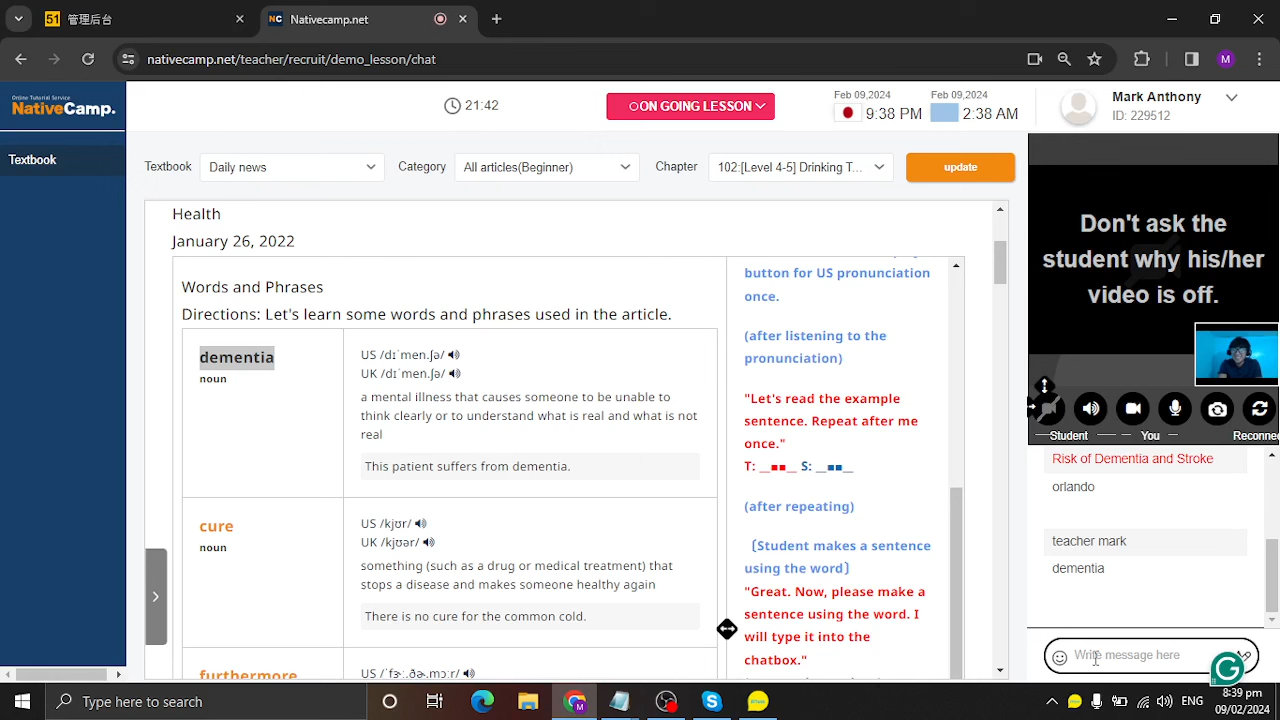 51 管理后台
NC Nativecamp.net
nativecamp.net/teacher/recruit/demo_lesson/chat
M
Online Tutorial Service
NativeCamp.
Textbook
21:42
ON GOING LESSON
Feb 09,2024
9:38 PM
Feb 09,2024
2:38 AM
Mark Anthony
ID: 229512
Textbook
Daily news
Category
All articles(Beginner)
Chapter
102:[Level 4-5] Drinking T...
update
Health
January 26, 2022
Words and Phrases
Directions: Let's learn some words and phrases used in the article.
dementia
noun
US /dɪˈmen.ʃə/
UK /dɪˈmen.ʃə/
a mental illness that causes someone to be unable to
think clearly or to understand what is real and what is not
real
This patient suffers from dementia.
cure
noun
US /kjʊr/
UK /kjʊər/
something (such as a drug or medical treatment) that
stops a disease and makes someone healthy again
There is no cure for the common cold.
furthermore
button for US pronunciation
once.
(after listening to the
pronunciation)
"Let's read the example
sentence. Repeat after me
once."
T: __■■__ S: __■■__
(after repeating)
〔Student makes a sentence
using the word〕
"Great. Now, please make a
sentence using the word. I
will type it into the
chatbox."
Don't ask the
student why his/her
video is off.
Student
You
Reconnec
Risk of Dementia and Stroke
orlando
teacher mark
dementia
Write message here
Type here to search
ENG
8:39 pm
09/02/2024